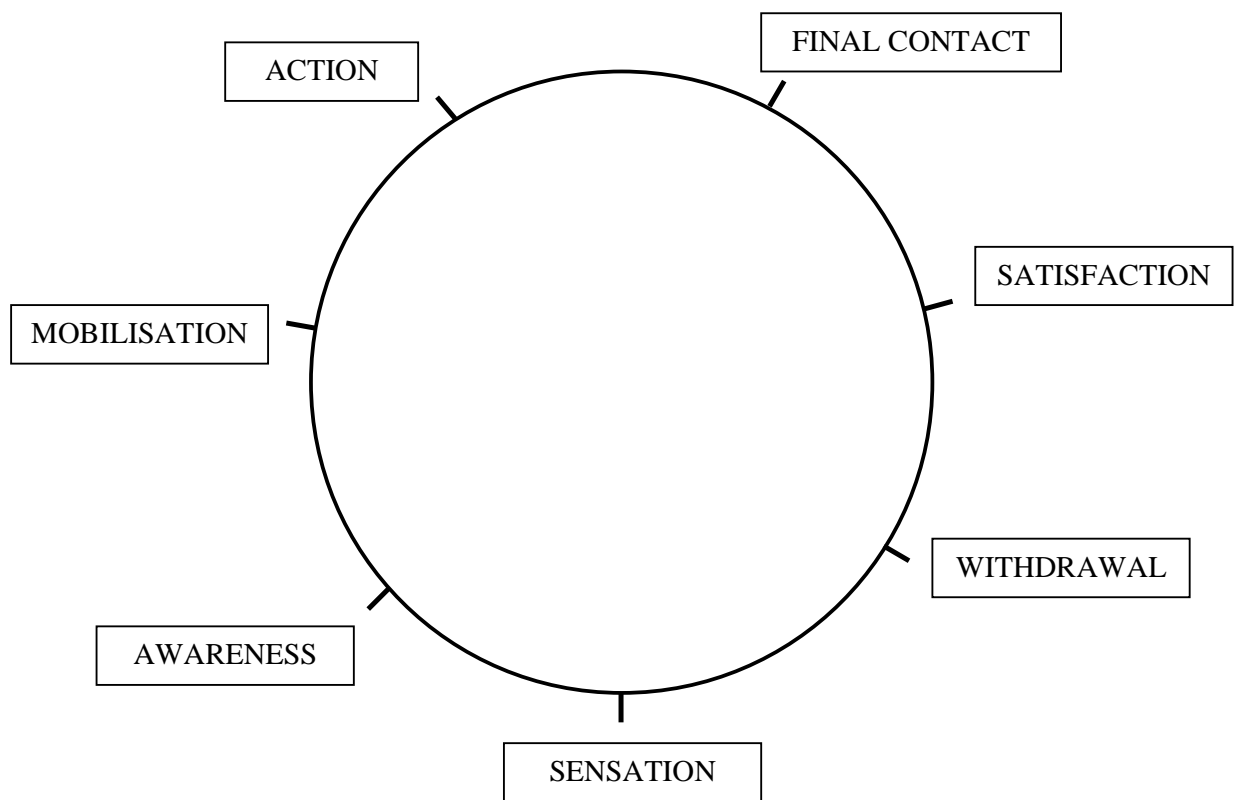 FINAL CONTACT
ACTION
SATISFACTION
MOBILISATION
WITHDRAWAL
AWARENESS
SENSATION